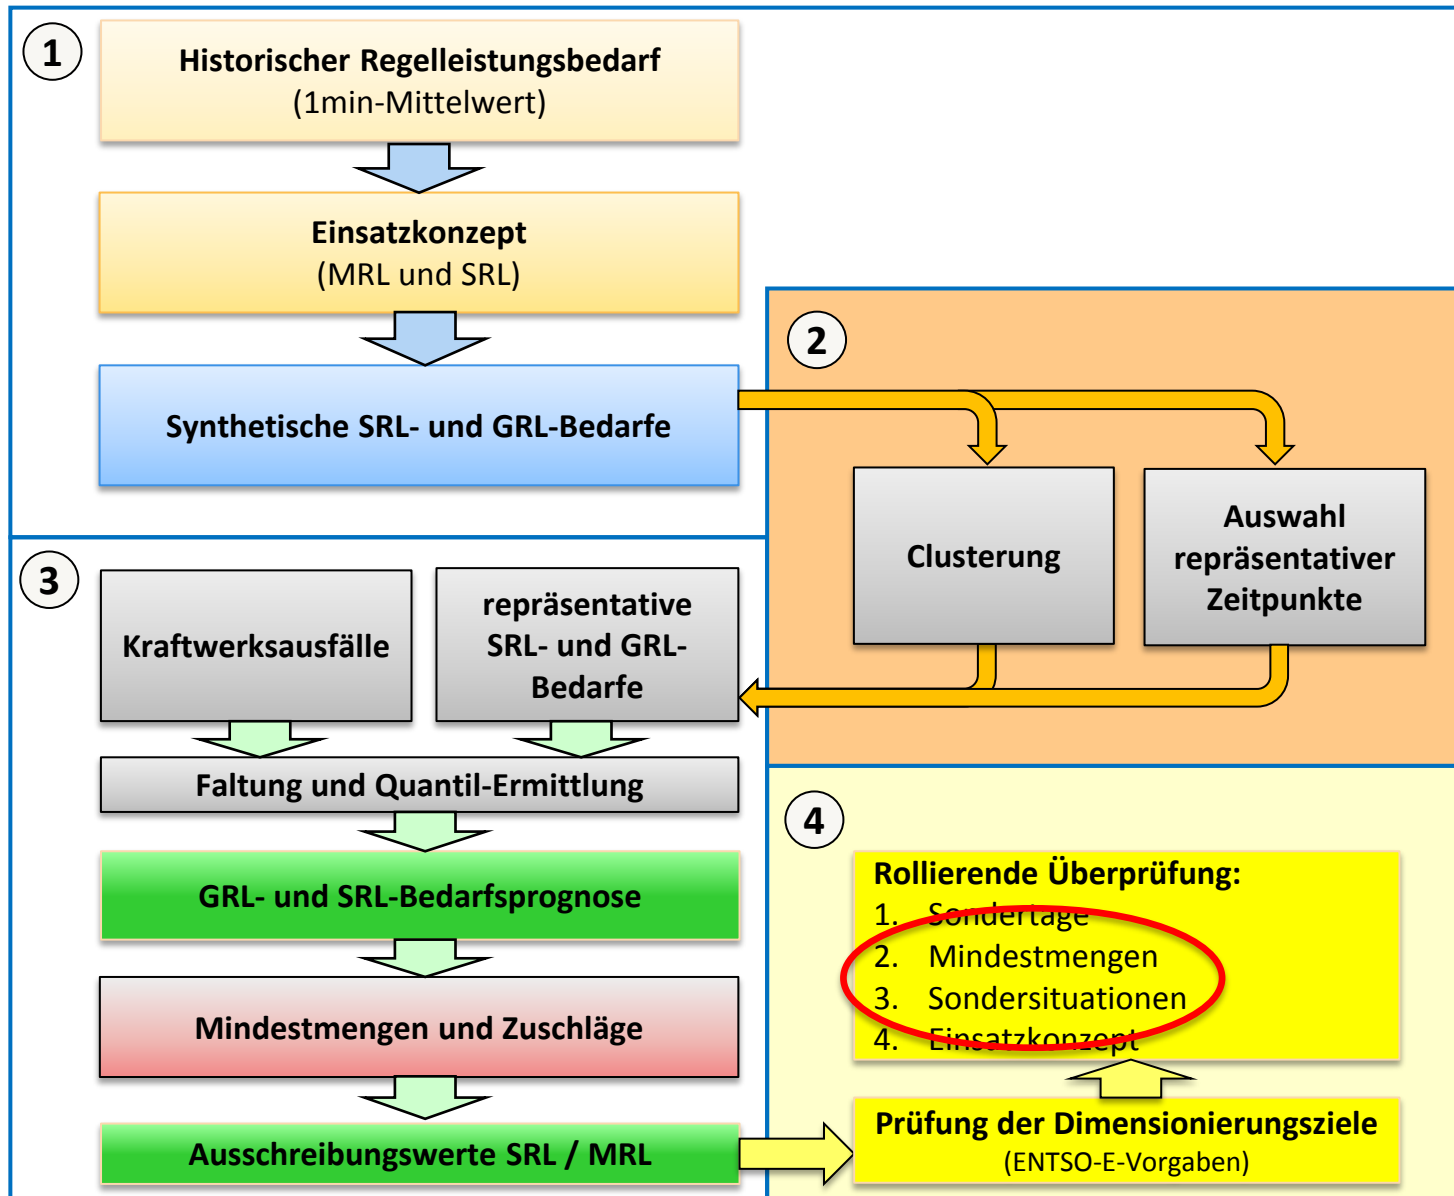 1
Historischer Regelleistungsbedarf
(1min-Mittelwert)
Einsatzkonzept
(MRL und SRL)
Synthetische SRL- und GRL-Bedarfe
2
Clusterung
Auswahl
repräsentativer
Zeitpunkte
3
Kraftwerksausfälle
repräsentative
SRL- und GRL-
Bedarfe
Faltung und Quantil-Ermittlung
GRL- und SRL-Bedarfsprognose
Mindestmengen und Zuschläge
Ausschreibungswerte SRL / MRL
4
Rollierende Überprüfung:
1. Sondertage
2. Mindestmengen
3. Sondersituationen
4. Einsatzkonzept
Prüfung der Dimensionierungsziele
(ENTSO-E-Vorgaben)